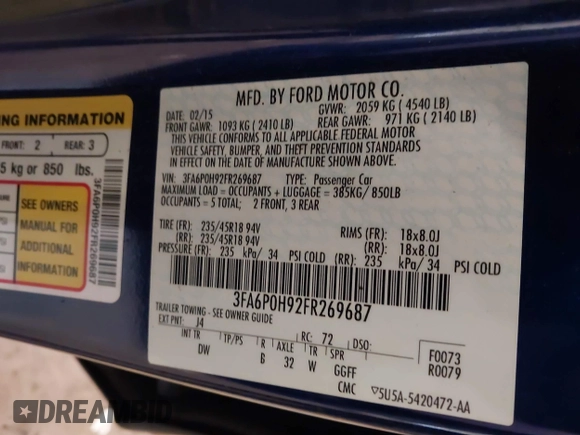 ING INFORMATION
FRONT: 2 REAR: 3
5 kg or 850 lbs.
SEE OWNERS
MANUAL FOR
ADDITIONAL
INFORMATION
3FA6P0H92FR269687
MFD. BY FORD MOTOR CO.
DATE: 02/15 GVWR: 2059 KG ( 4540 LB)
FRONT GAWR: 1093 KG ( 2410 LB) REAR GAWR: 971 KG ( 2140 LB)
THIS VEHICLE CONFORMS TO ALL APPLICABLE FEDERAL MOTOR
VEHICLE SAFETY, BUMPER, AND THEFT PREVENTION STANDARDS
IN EFFECT ON THE DATE OF MANUFACTURE SHOWN ABOVE.
VIN: 3FA6P0H92FR269687 TYPE: Passenger Car
MAXIMUM LOAD = OCCUPANTS + LUGGAGE = 385KG / 850LB
OCCUPANTS = 5 TOTAL; 2 FRONT, 3 REAR
TIRE (FR): 235/45R18 94V RIMS (FR): 18x8.0J
(RR): 235/45R18 94V (RR): 18x8.0J
PRESSURE (FR): 235 kPa/ 34 PSI COLD (RR): 235 kPa/ 34 PSI COLD
3FA6P0H92FR269687
TRAILER TOWING - SEE OWNER GUIDE
EXT PNT: J4 RC: 72 DSO:
INT TR TP/PS R AXLE TR SPR
DW B 32 W GGFF
F0073
R0079
CMC 5U5A-5420472-AA
DREAMBID